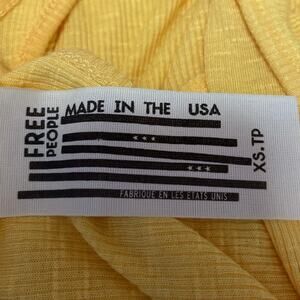 FREE
PEOPLE
MADE IN THE USA
XS.TP
FABRIQUE EN LES ETATS UNIS